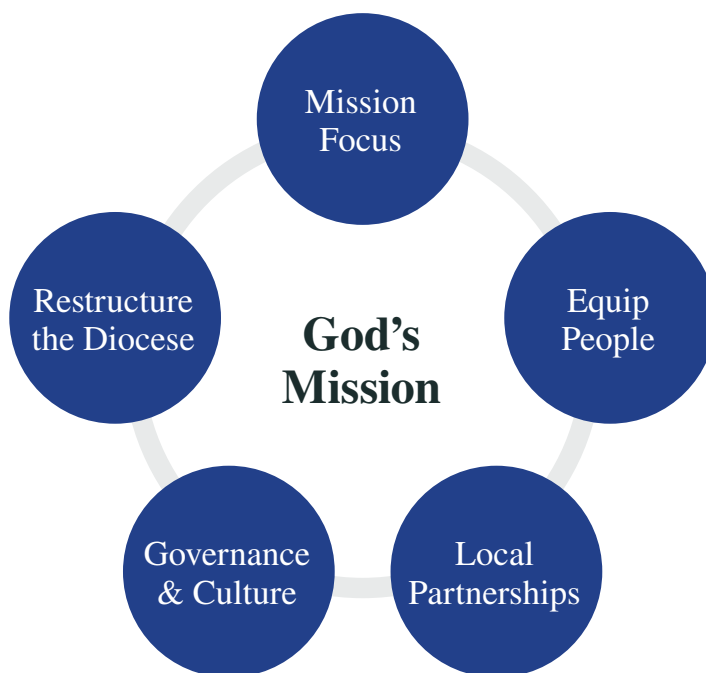 Mission
Focus
Equip
People
Local
Partnerships
Governance
& Culture
Restructure
the Diocese
God’s
Mission